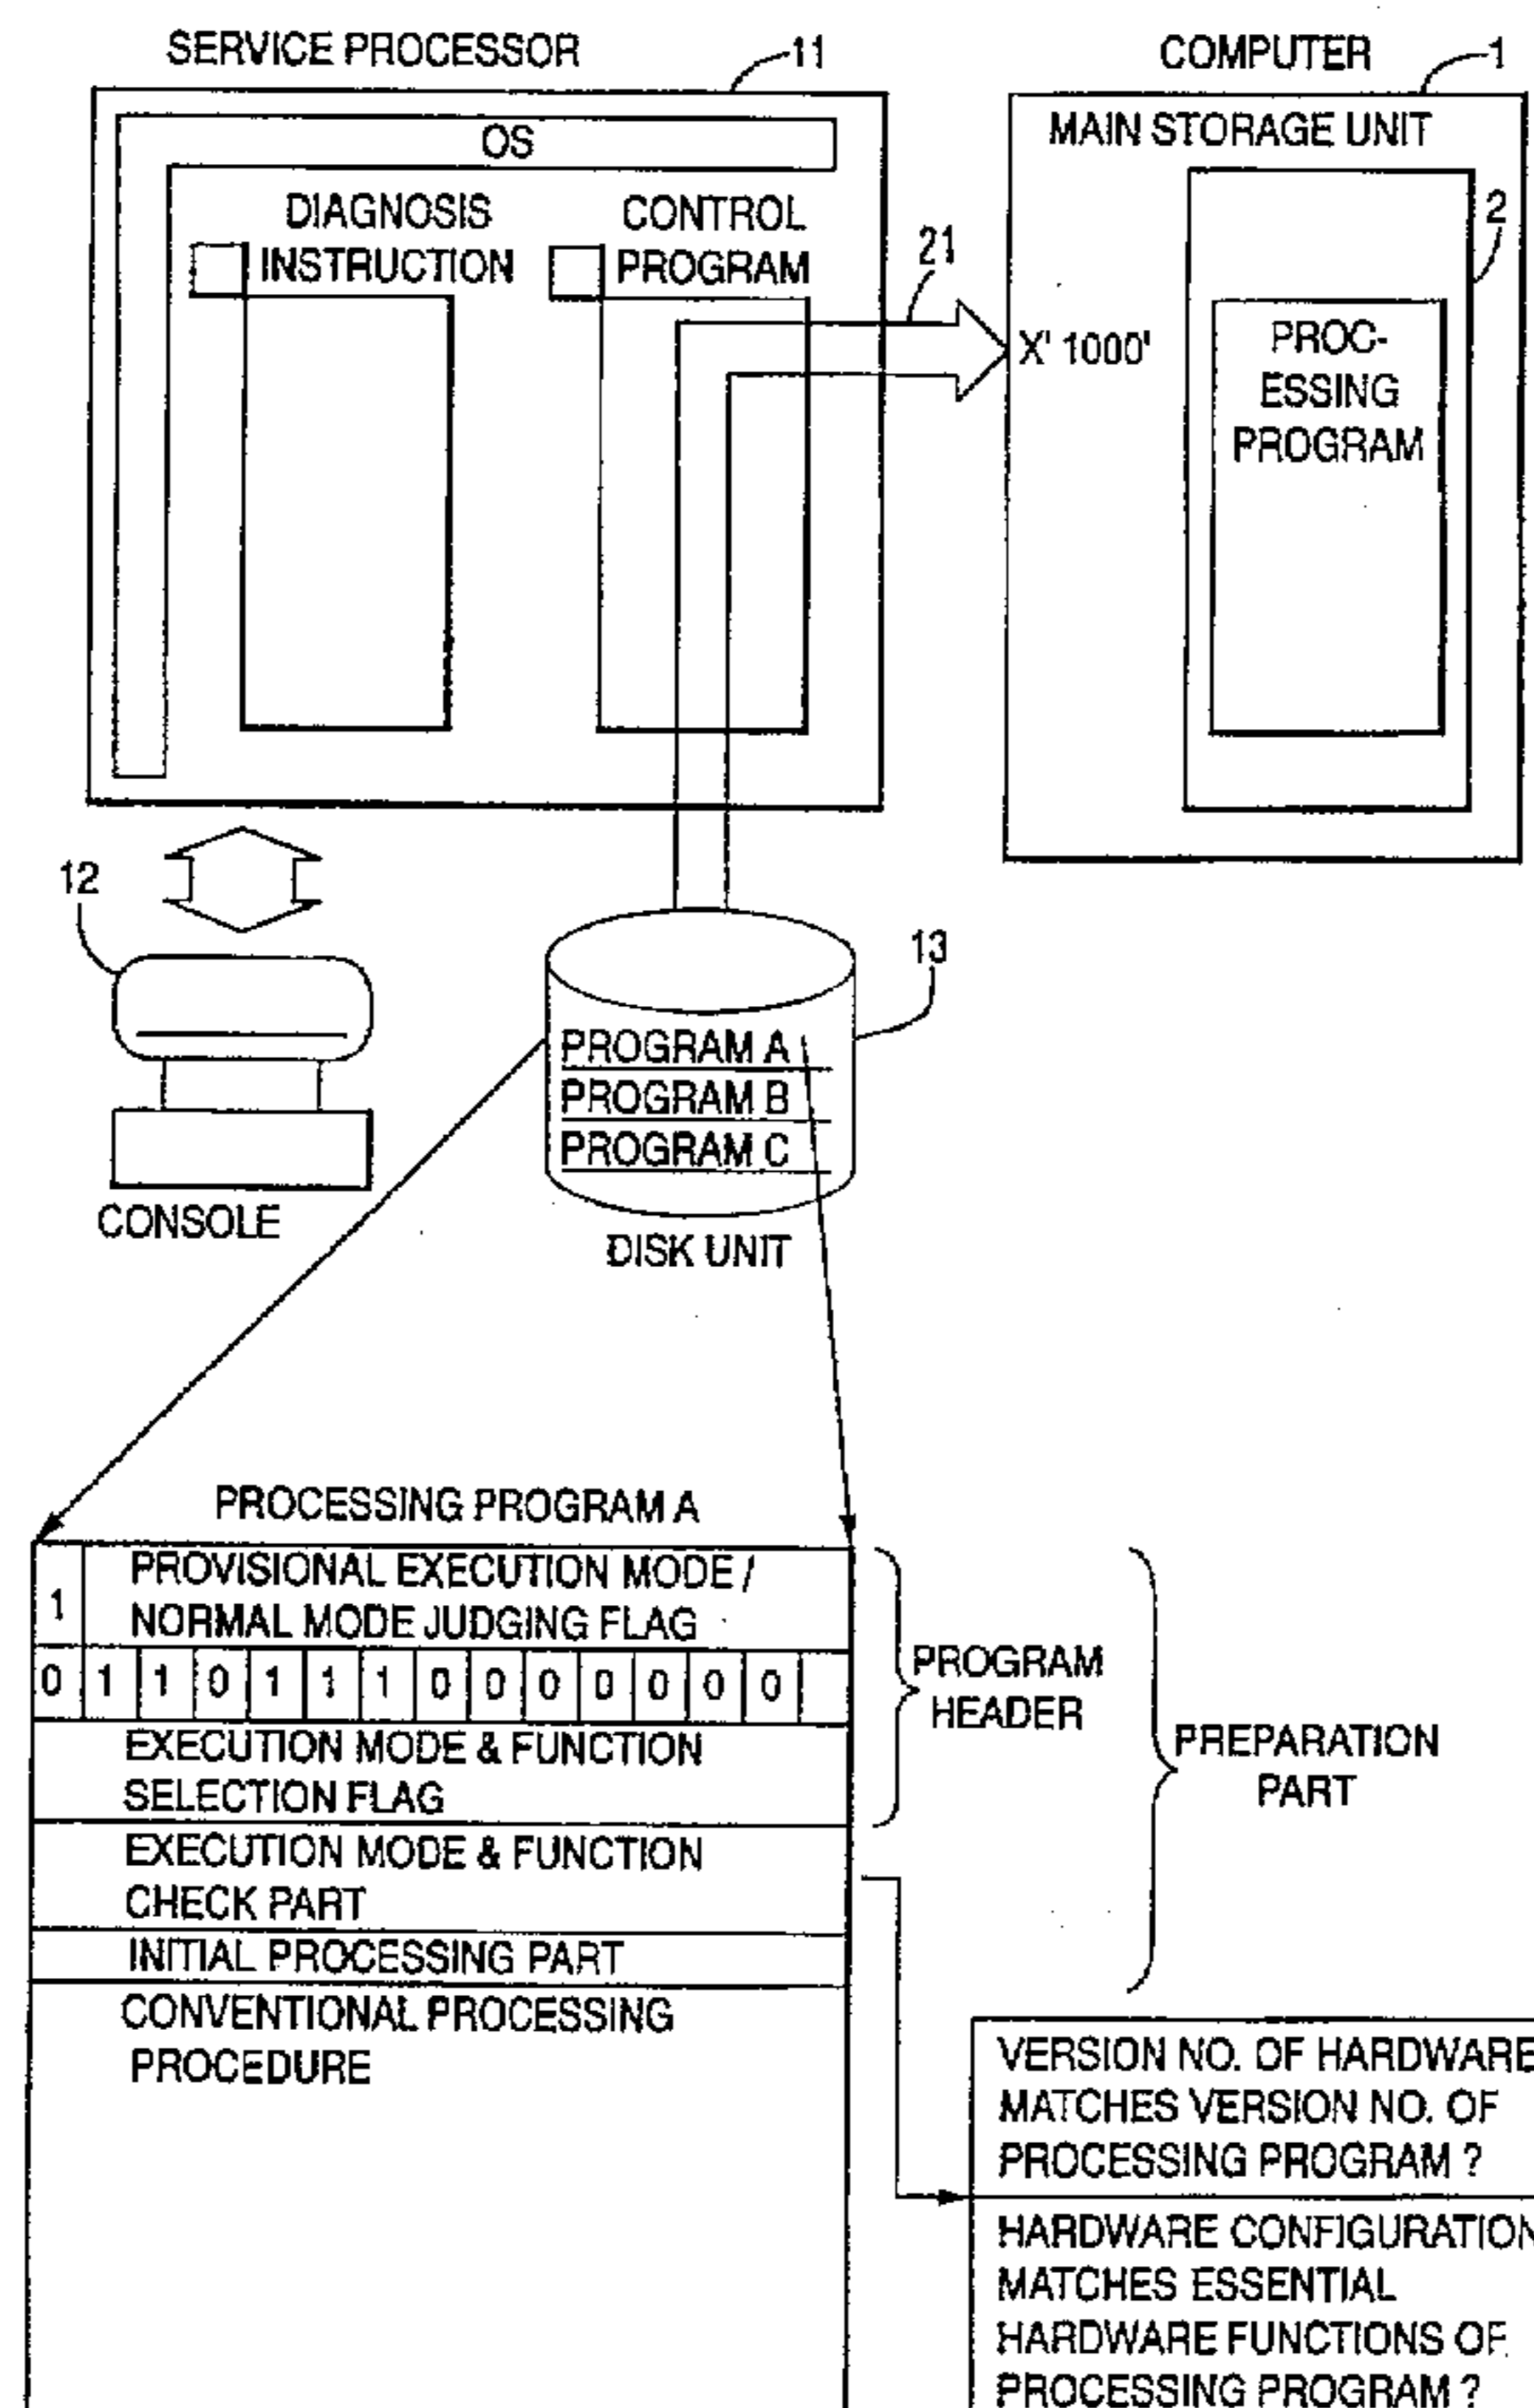 SERVICE PROCESSOR
11
OS
DIAGNOSIS
INSTRUCTION
CONTROL
PROGRAM
21
COMPUTER
1
MAIN STORAGE UNIT
2
X' 1000'
PROC-
ESSING
PROGRAM
12
CONSOLE
13
PROGRAM A
PROGRAM B
PROGRAM C
DISK UNIT
PROCESSING PROGRAM A
1
PROVISIONAL EXECUTION MODE /
NORMAL MODE JUDGING FLAG
0 1 1 0 1 1 1 0 0 0 0 0 0 0
EXECUTION MODE & FUNCTION
SELECTION FLAG
EXECUTION MODE & FUNCTION
CHECK PART
INITIAL PROCESSING PART
CONVENTIONAL PROCESSING
PROCEDURE
PROGRAM
HEADER
PREPARATION
PART
VERSION NO. OF HARDWARE
MATCHES VERSION NO. OF
PROCESSING PROGRAM ?
HARDWARE CONFIGURATION
MATCHES ESSENTIAL
HARDWARE FUNCTIONS OF
PROCESSING PROGRAM ?